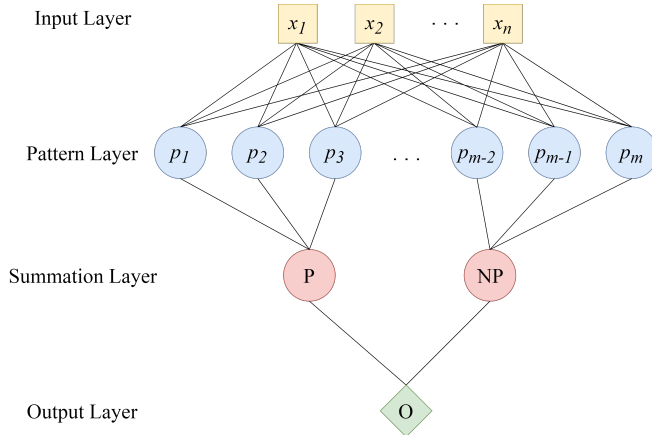 Input Layer x1 x2 . . . xn
Pattern Layer p1 p2 p3 . . . pm-2 pm-1 pm
Summation Layer P NP
Output Layer O